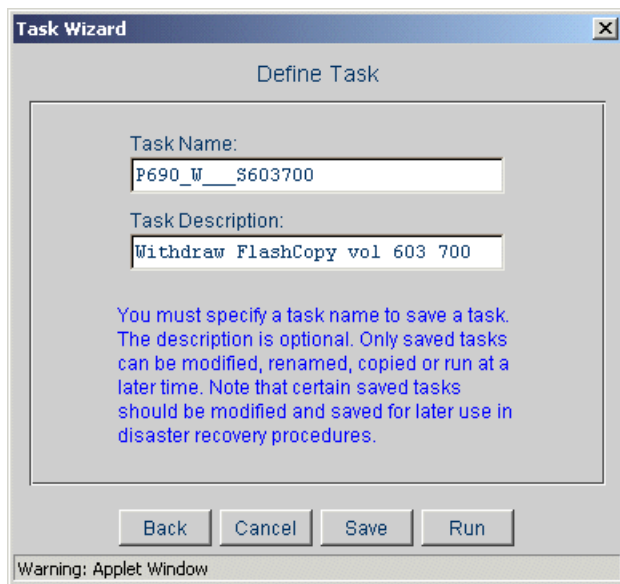 Task Wizard
Define Task
Task Name:
P690_W___S603700
Task Description:
Withdraw FlashCopy vol 603 700
You must specify a task name to save a task.
The description is optional. Only saved tasks
can be modified, renamed, copied or run at a
later time. Note that certain saved tasks
should be modified and saved for later use in
disaster recovery procedures.
Back Cancel Save Run
Warning: Applet Window